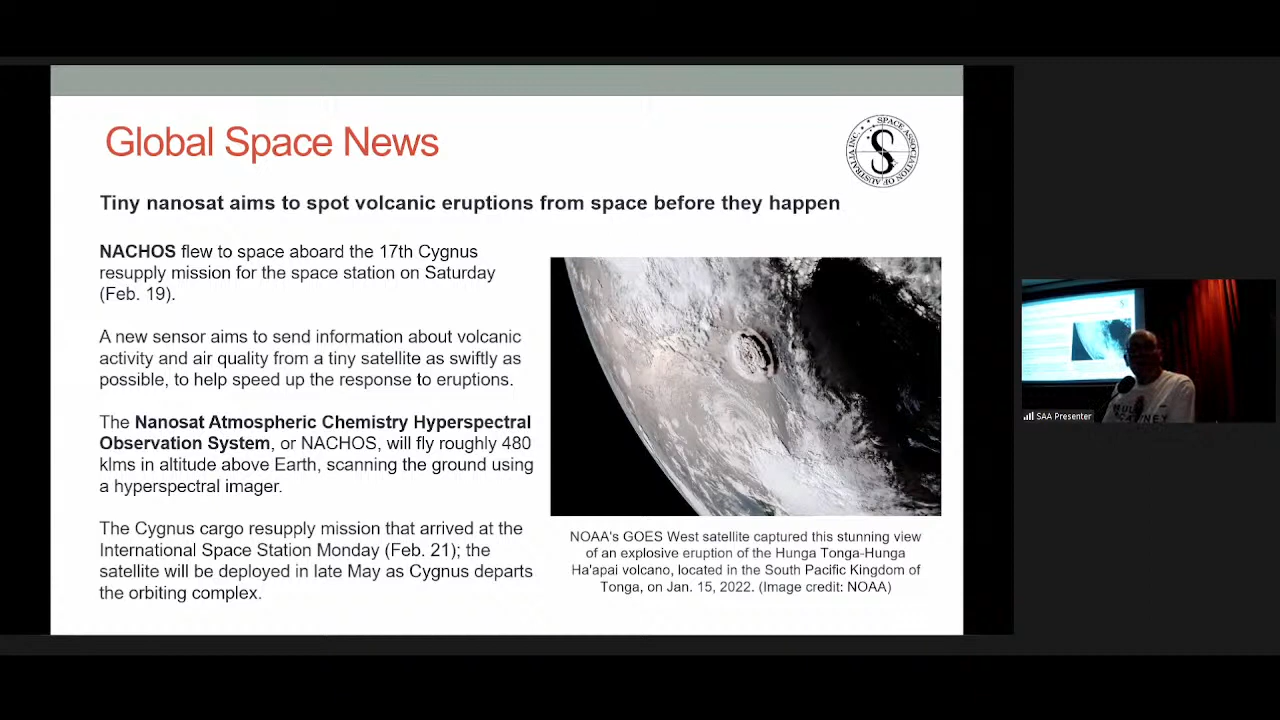 Global Space News
SPACE ASSOCIATION OF AUSTRALIA INC.
S
Tiny nanosat aims to spot volcanic eruptions from space before they happen
NACHOS flew to space aboard the 17th Cygnus
resupply mission for the space station on Saturday
(Feb. 19).
A new sensor aims to send information about volcanic
activity and air quality from a tiny satellite as swiftly as
possible, to help speed up the response to eruptions.
The Nanosat Atmospheric Chemistry Hyperspectral
Observation System, or NACHOS, will fly roughly 480
klms in altitude above Earth, scanning the ground using
a hyperspectral imager.
The Cygnus cargo resupply mission that arrived at the
International Space Station Monday (Feb. 21); the
satellite will be deployed in late May as Cygnus departs
the orbiting complex.
NOAA's GOES West satellite captured this stunning view
of an explosive eruption of the Hunga Tonga-Hunga
Ha'apai volcano, located in the South Pacific Kingdom of
Tonga, on Jan. 15, 2022. (Image credit: NOAA)
SAA Presenter